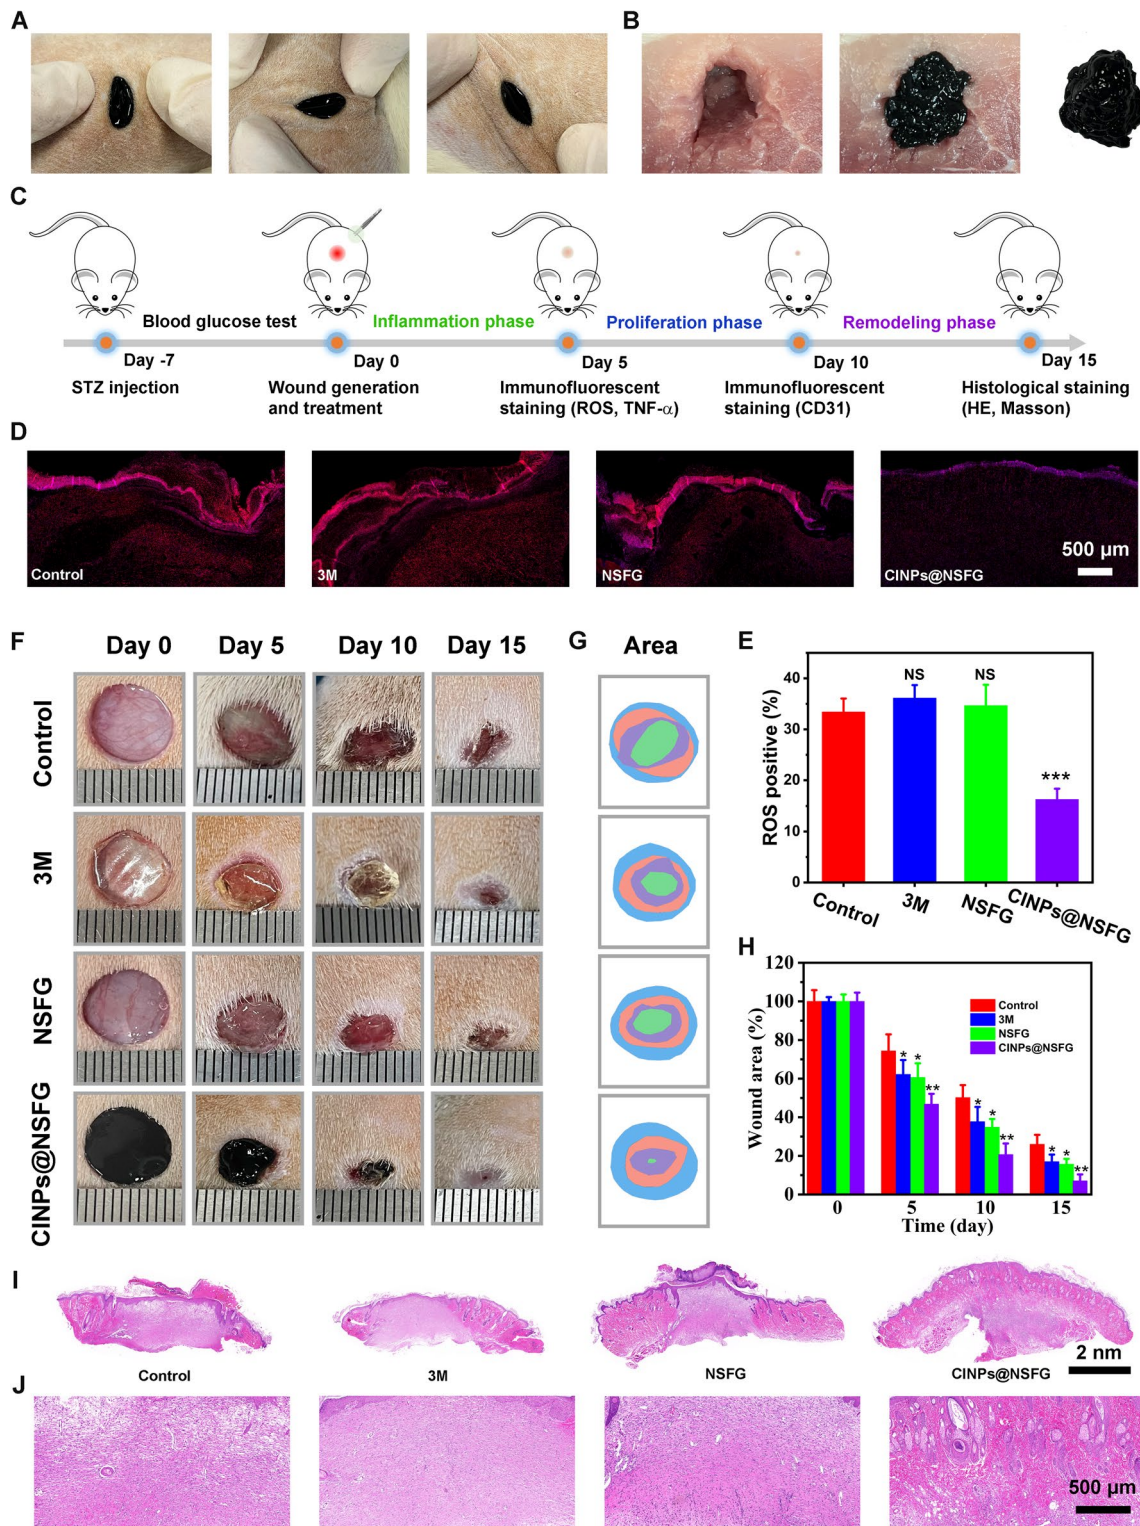 A
B
C
Blood glucose test
Inflammation phase
Proliferation phase
Remodeling phase
Day -7
Day 0
Day 5
Day 10
Day 15
STZ injection
Wound generation
and treatment
Immunofluorescent
staining (ROS, TNF-α)
Immunofluorescent
staining (CD31)
Histological staining
(HE, Masson)
D
Control
3M
NSFG
CINPs@NSFG
500 μm
F
Day 0
Day 5
Day 10
Day 15
Control
3M
NSFG
CINPs@NSFG
G
Area
E
ROS positive (%)
40
30
20
10
0
NS
NS
***
Control
3M
NSFG
CINPs@NSFG
H
Wound area (%)
120
100
80
60
40
20
0
Control
3M
NSFG
CINPs@NSFG
*
*
**
*
*
**
*
*
**
0
5
10
15
Time (day)
I
Control
3M
NSFG
CINPs@NSFG
2 nm
J
500 μm